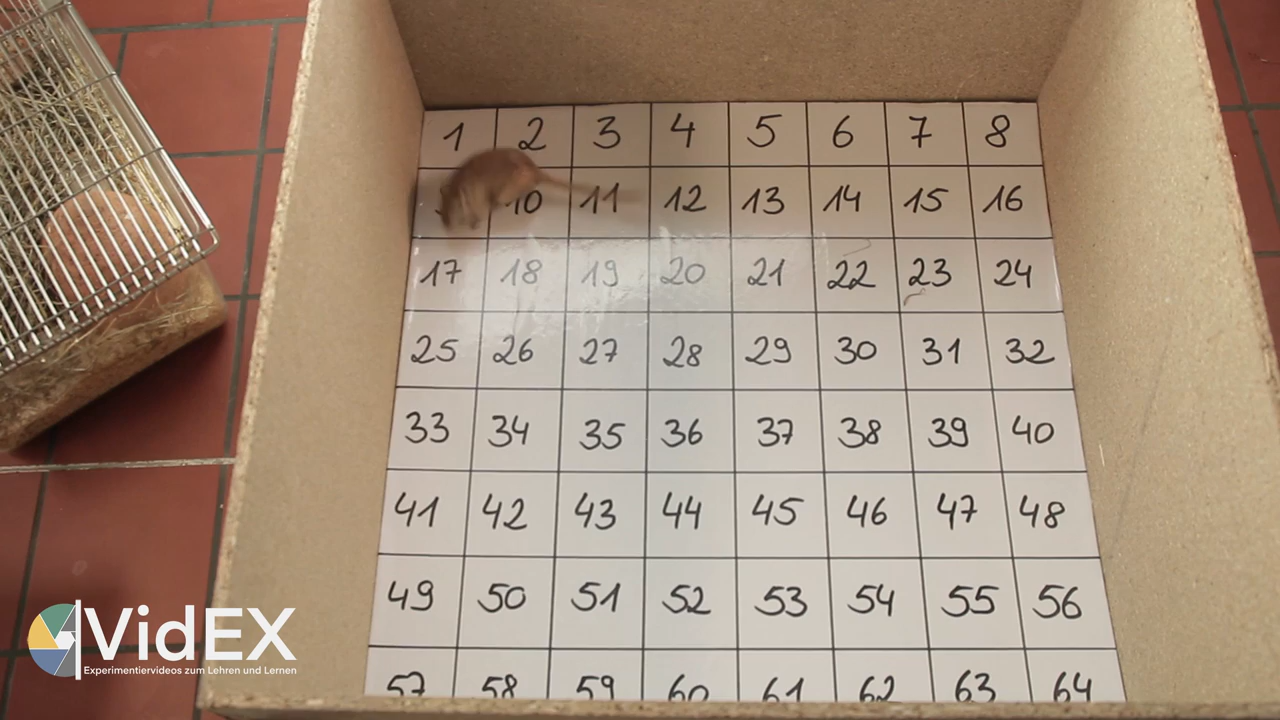 1 2 3 4 5 6 7 8
10 11 12 13 14 15 16
17 18 19 20 21 22 23 24
25 26 27 28 29 30 31 32
33 34 35 36 37 38 39 40
41 42 43 44 45 46 47 48
49 50 51 52 53 54 55 56
57 58 59 60 61 62 63 64
VidEX
Experimentiervideos zum Lehren und Lernen